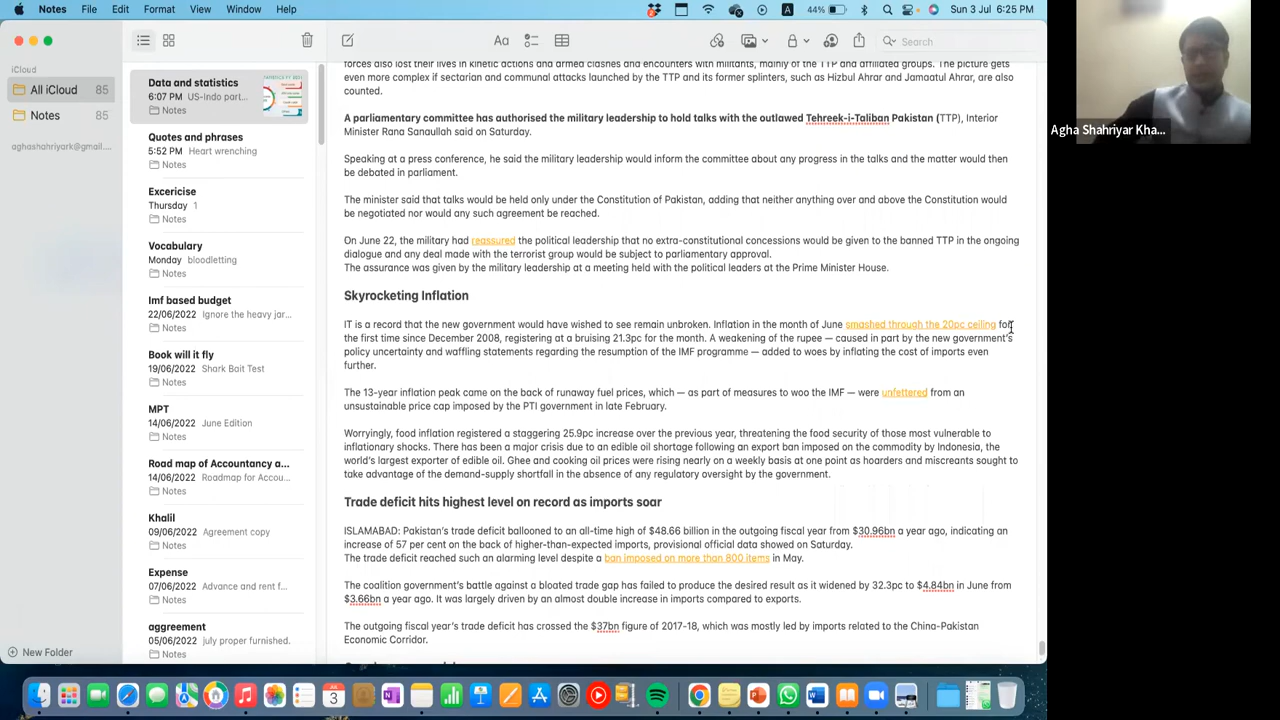 Notes File Edit Format View Window Help
A 44% Sun 3 Jul 6:25 PM
Aa Search
iCloud
All iCloud 85
Notes 85
aghashahriyark@gmail....
New Folder
Data and statistics
6:07 PM US-Indo part...
Notes
Quotes and phrases
5:52 PM Heart wrenching
Notes
Excericise
Thursday 1
Notes
Vocabulary
Monday bloodletting
Notes
Imf based budget
22/06/2022 Ignore the heavy jar...
Notes
Book will it fly
19/06/2022 Shark Bait Test
Notes
MPT
14/06/2022 June Edition
Notes
Road map of Accountancy a...
14/06/2022 Roadmap for Accou...
Notes
Khalil
09/06/2022 Agreement copy
Notes
Expense
07/06/2022 Advance and rent f...
Notes
aggreement
05/06/2022 july proper furnished.
Notes
forces also lost their lives in kinetic actions and armed clashes and encounters with militants, mainly of the TTP and affiliated groups. The picture gets
even more complex if sectarian and communal attacks launched by the TTP and its former splinters, such as Hizbul Ahrar and Jamaatul Ahrar, are also
counted.
A parliamentary committee has authorised the military leadership to hold talks with the outlawed Tehreek-i-Taliban Pakistan (TTP), Interior
Minister Rana Sanaullah said on Saturday.
Speaking at a press conference, he said the military leadership would inform the committee about any progress in the talks and the matter would then
be debated in parliament.
The minister said that talks would be held only under the Constitution of Pakistan, adding that neither anything over and above the Constitution would
be negotiated nor would any such agreement be reached.
On June 22, the military had reassured the political leadership that no extra-constitutional concessions would be given to the banned TTP in the ongoing
dialogue and any deal made with the terrorist group would be subject to parliamentary approval.
The assurance was given by the military leadership at a meeting held with the political leaders at the Prime Minister House.
Skyrocketing Inflation
IT is a record that the new government would have wished to see remain unbroken. Inflation in the month of June smashed through the 20pc ceiling for
the first time since December 2008, registering at a bruising 21.3pc for the month. A weakening of the rupee — caused in part by the new government's
policy uncertainty and waffling statements regarding the resumption of the IMF programme — added to woes by inflating the cost of imports even
further.
The 13-year inflation peak came on the back of runaway fuel prices, which — as part of measures to woo the IMF — were unfettered from an
unsustainable price cap imposed by the PTI government in late February.
Worryingly, food inflation registered a staggering 25.9pc increase over the previous year, threatening the food security of those most vulnerable to
inflationary shocks. There has been a major crisis due to an edible oil shortage following an export ban imposed on the commodity by Indonesia, the
world's largest exporter of edible oil. Ghee and cooking oil prices were rising nearly on a weekly basis at one point as hoarders and miscreants sought to
take advantage of the demand-supply shortfall in the absence of any regulatory oversight by the government.
Trade deficit hits highest level on record as imports soar
ISLAMABAD: Pakistan's trade deficit ballooned to an all-time high of $48.66 billion in the outgoing fiscal year from $30.96bn a year ago, indicating an
increase of 57 per cent on the back of higher-than-expected imports, provisional official data showed on Saturday.
The trade deficit reached such an alarming level despite a ban imposed on more than 800 items in May.
The coalition government's battle against a bloated trade gap has failed to produce the desired result as it widened by 32.3pc to $4.84bn in June from
$3.66bn a year ago. It was largely driven by an almost double increase in imports compared to exports.
The outgoing fiscal year's trade deficit has crossed the $37bn figure of 2017-18, which was mostly led by imports related to the China-Pakistan
Economic Corridor.
Agha Shahriyar Kha...